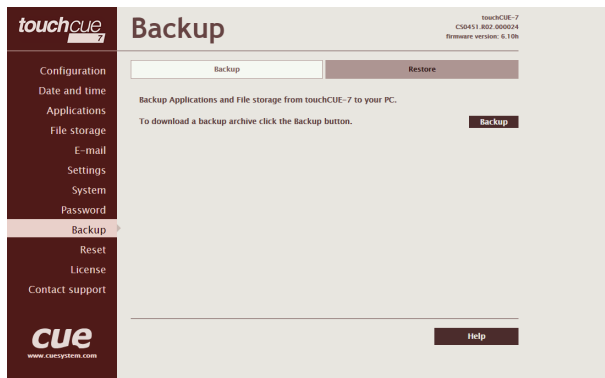 touchcue
7
Backup
touchCUE-7
CS0451.R02.000024
Firmware version: 6.10h
Configuration
Date and time
Applications
File storage
E-mail
Settings
System
Password
Backup
Reset
License
Contact support
Backup
Restore
Backup Applications and File storage from touchCUE-7 to your PC.
To download a backup archive click the Backup button.
Backup
Help
cue
www.cuesystem.com